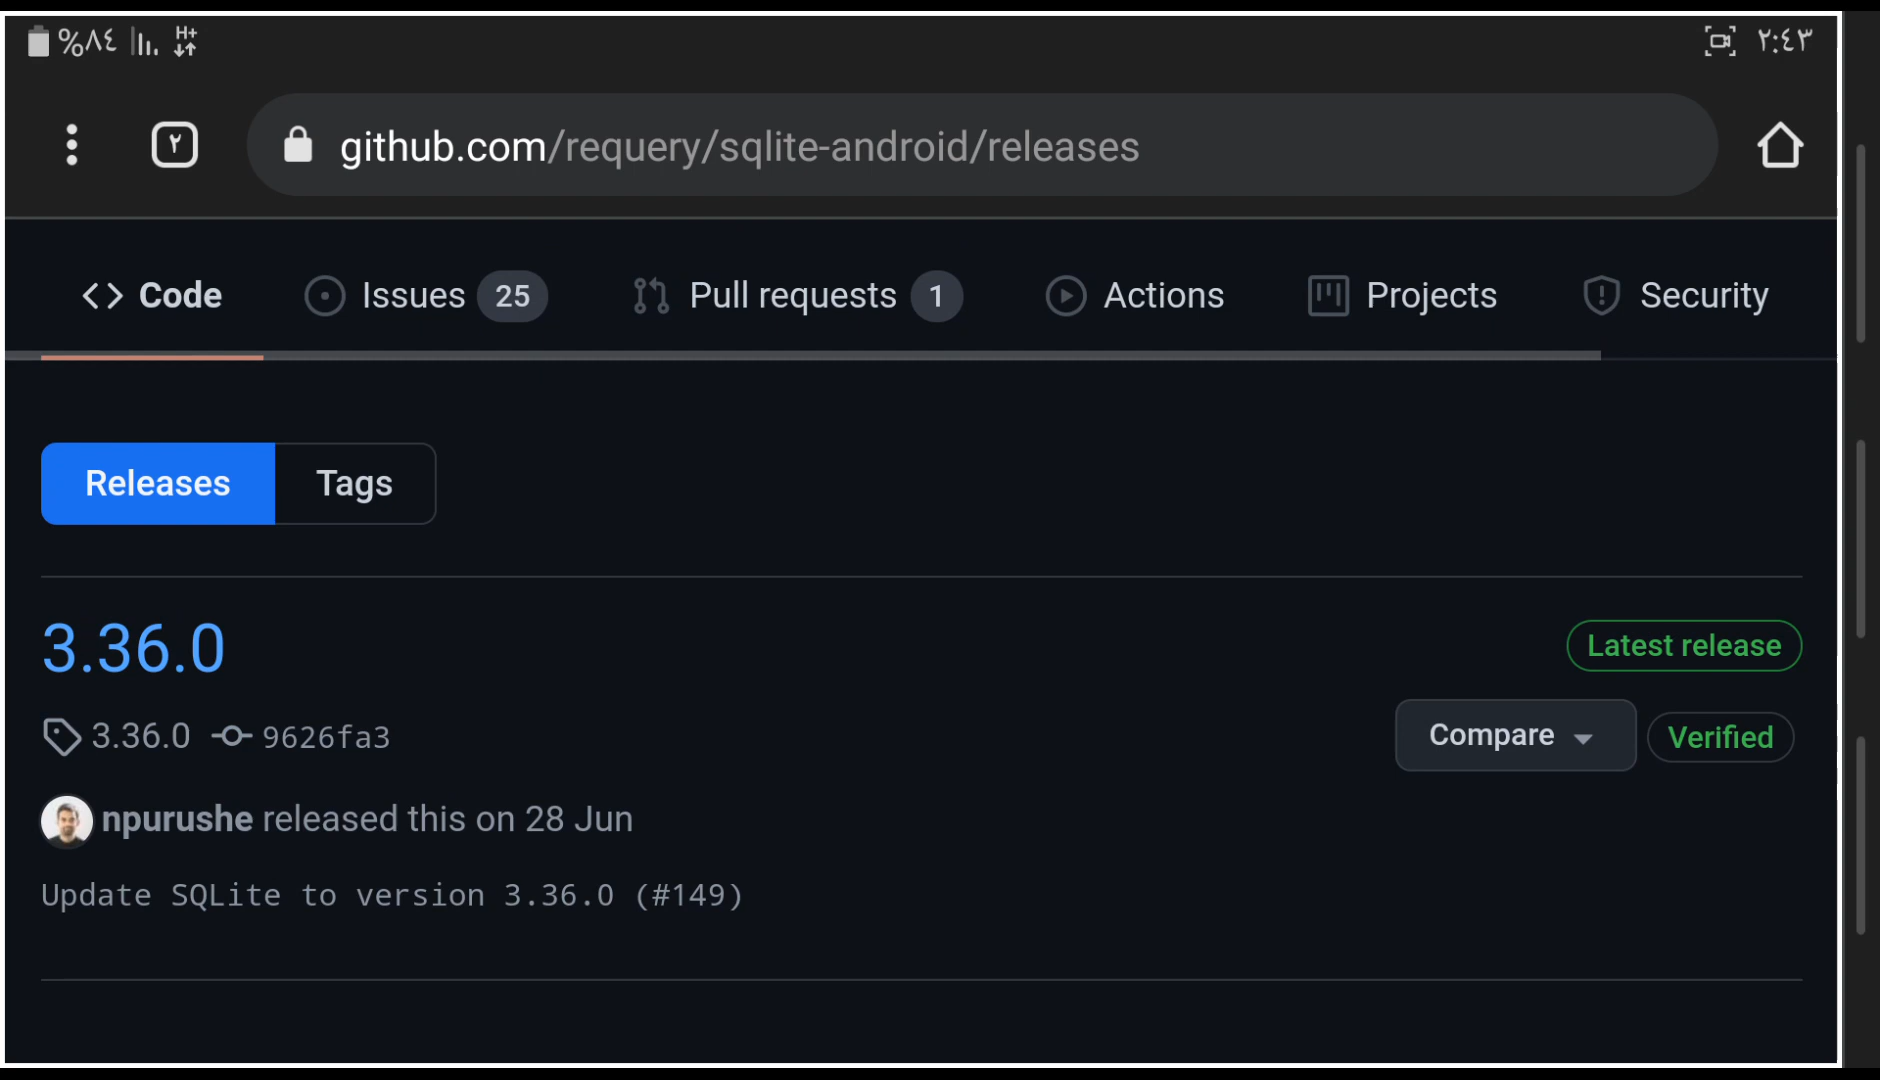 %٨٤ H+ ٢:٤٣
٢ github.com/requery/sqlite-android/releases
Code Issues 25 Pull requests 1 Actions Projects Security
Releases Tags
3.36.0 Latest release
3.36.0 9626fa3 Compare Verified
npurushe released this on 28 Jun
Update SQLite to version 3.36.0 (#149)